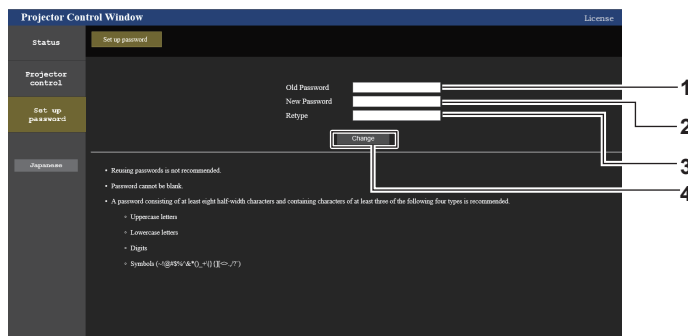 Projector Control Window
License
Status
Set up password
Projector
control
Set up
password
Japanese
Old Password
New Password
Retype
Change
1
2
3
4
• Reusing passwords is not recommended.
• Password cannot be blank.
• A password consisting of at least eight half-width characters and containing characters of at least three of the following four types is recommended.
Uppercase letters
Lowercase letters
Digits